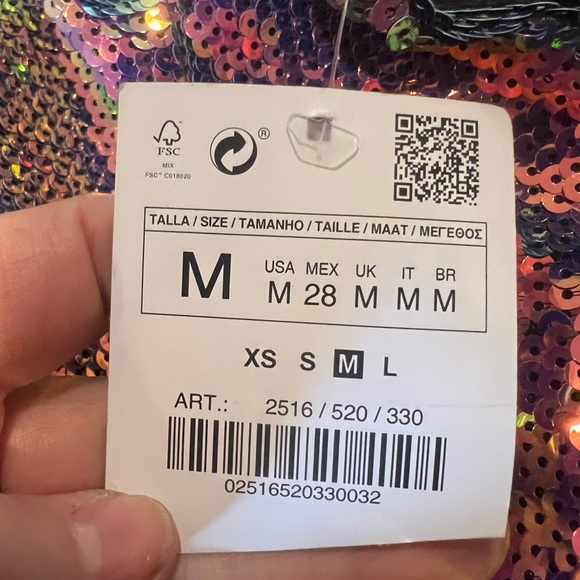 FSC
MIX
FSC™ C018020
®
TALLA / SIZE / TAMANHO / TAILLE / MAAT / ΜΕΓΕΘΟΣ
M
USA MEX UK IT BR
M 28 M M M
XS S M L
ART.: 2516 / 520 / 330
02516520330032